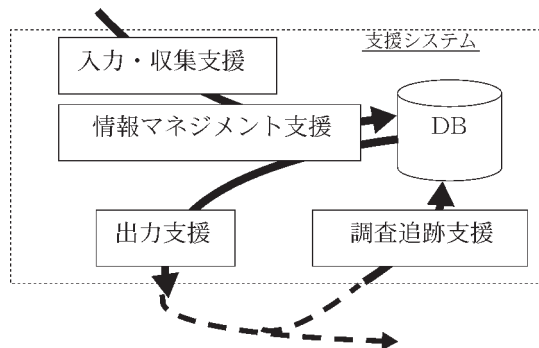 支援システム
入力・収集支援
情報マネジメント支援
DB
出力支援
調査追跡支援